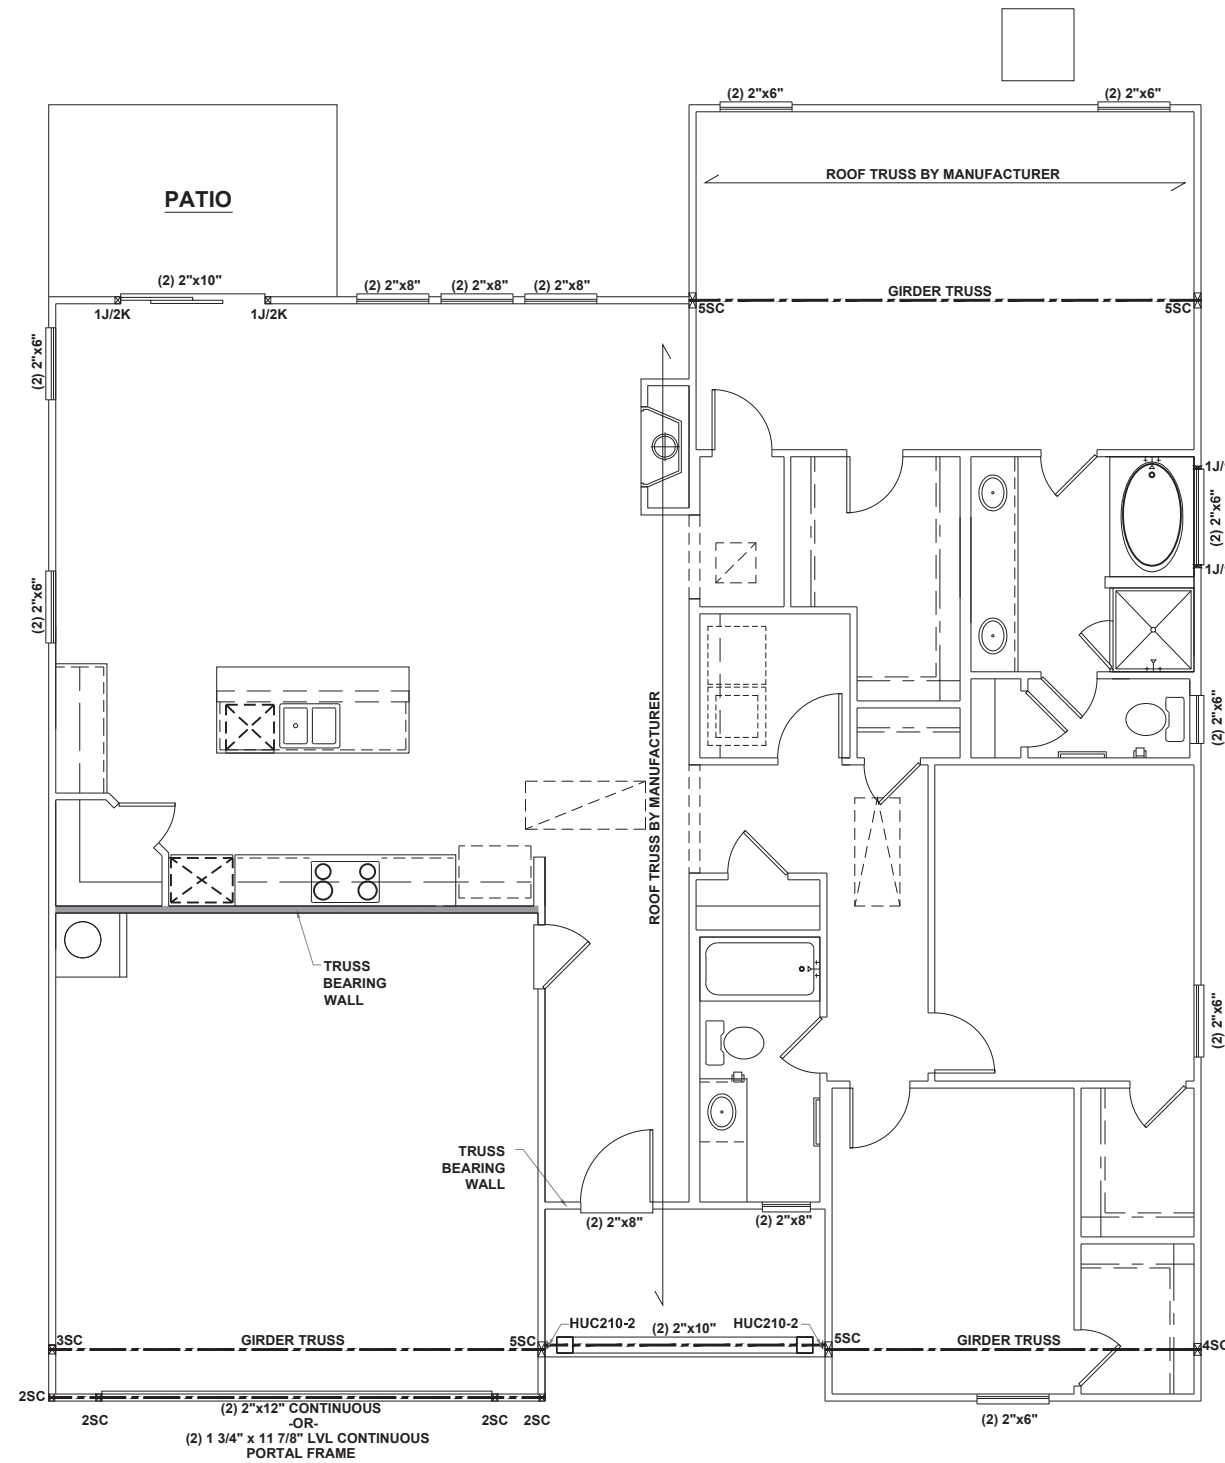 (2) 2"x6"
(2) 2"x6"
ROOF TRUSS BY MANUFACTURER
PATIO
(2) 2"x10"
(2) 2"x8"
(2) 2"x8"
(2) 2"x8"
GIRDER TRUSS
1J/2K
1J/2K
5SC
5SC
(2) 2"x6"
1J/
(2) 2"x6"
1J/
(2) 2"x6"
(2) 2"x6"
ROOF TRUSS BY MANUFACTURER
TRUSS
BEARING
WALL
(2) 2"x6"
TRUSS
BEARING
WALL
(2) 2"x8"
(2) 2"x8"
3SC
GIRDER TRUSS
5SC
HUC210-2
(2) 2"x10"
HUC210-2
5SC
GIRDER TRUSS
4SC
2SC
2SC
(2) 2"x12" CONTINUOUS
-OR-
(2) 1 3/4" x 11 7/8" LVL CONTINUOUS
PORTAL FRAME
2SC
2SC
(2) 2"x6"